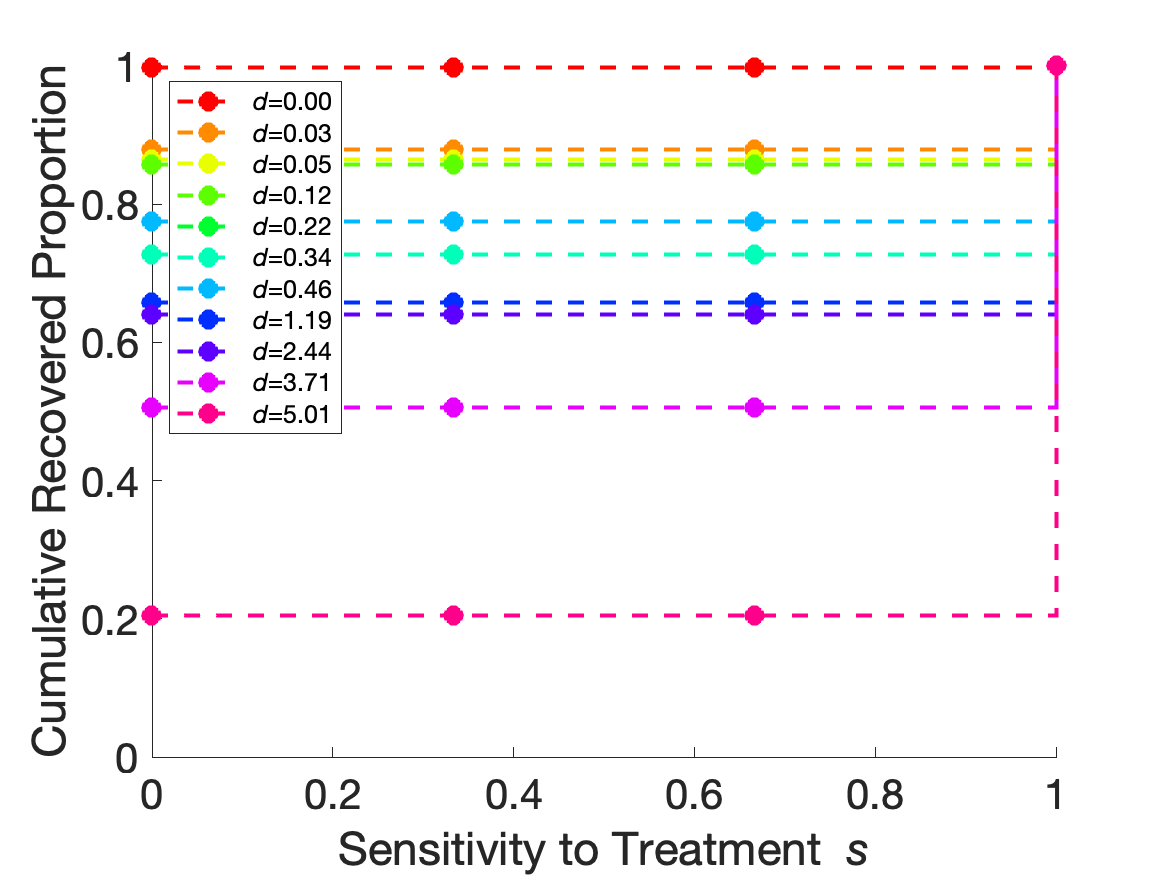 Cumulative Recovered Proportion
1
0.8
0.6
0.4
0.2
0
d=0.00
d=0.03
d=0.05
d=0.12
d=0.22
d=0.34
d=0.46
d=1.19
d=2.44
d=3.71
d=5.01
0 0.2 0.4 0.6 0.8 1
Sensitivity to Treatment s